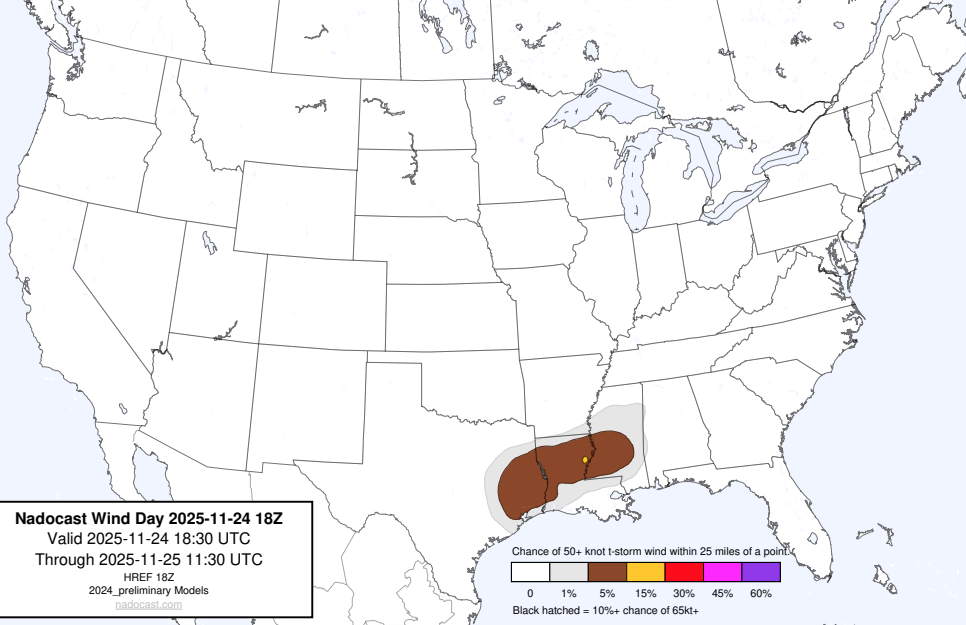 Nadocast Wind Day 2025-11-24 18Z
Valid 2025-11-24 18:30 UTC
Through 2025-11-25 11:30 UTC
HREF 18Z
2024_preliminary Models
nadocast.com
Chance of 50+ knot t-storm wind within 25 miles of a point.
0 1% 5% 15% 30% 45% 60%
Black hatched = 10%+ chance of 65kt+